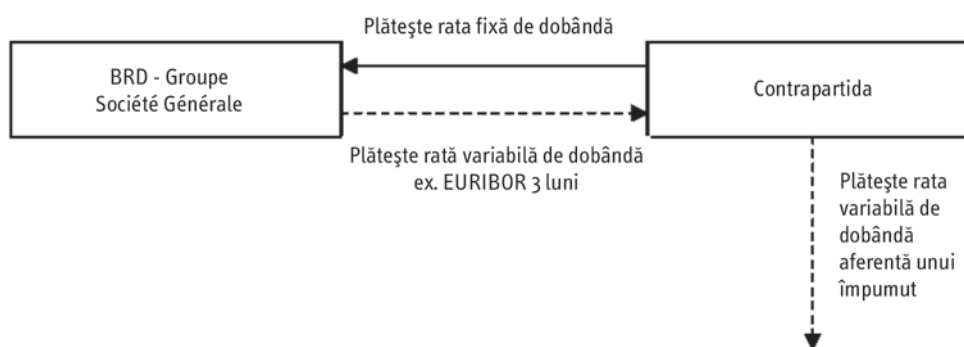 Plăteşte rata fixă de dobândă
BRD - Groupe
Société Générale
Contrapartida
Plăteşte rată variabilă de dobândă
ex. EURIBOR 3 luni
Plăteşte rata
variabilă de
dobândă
aferentă unui
împumut